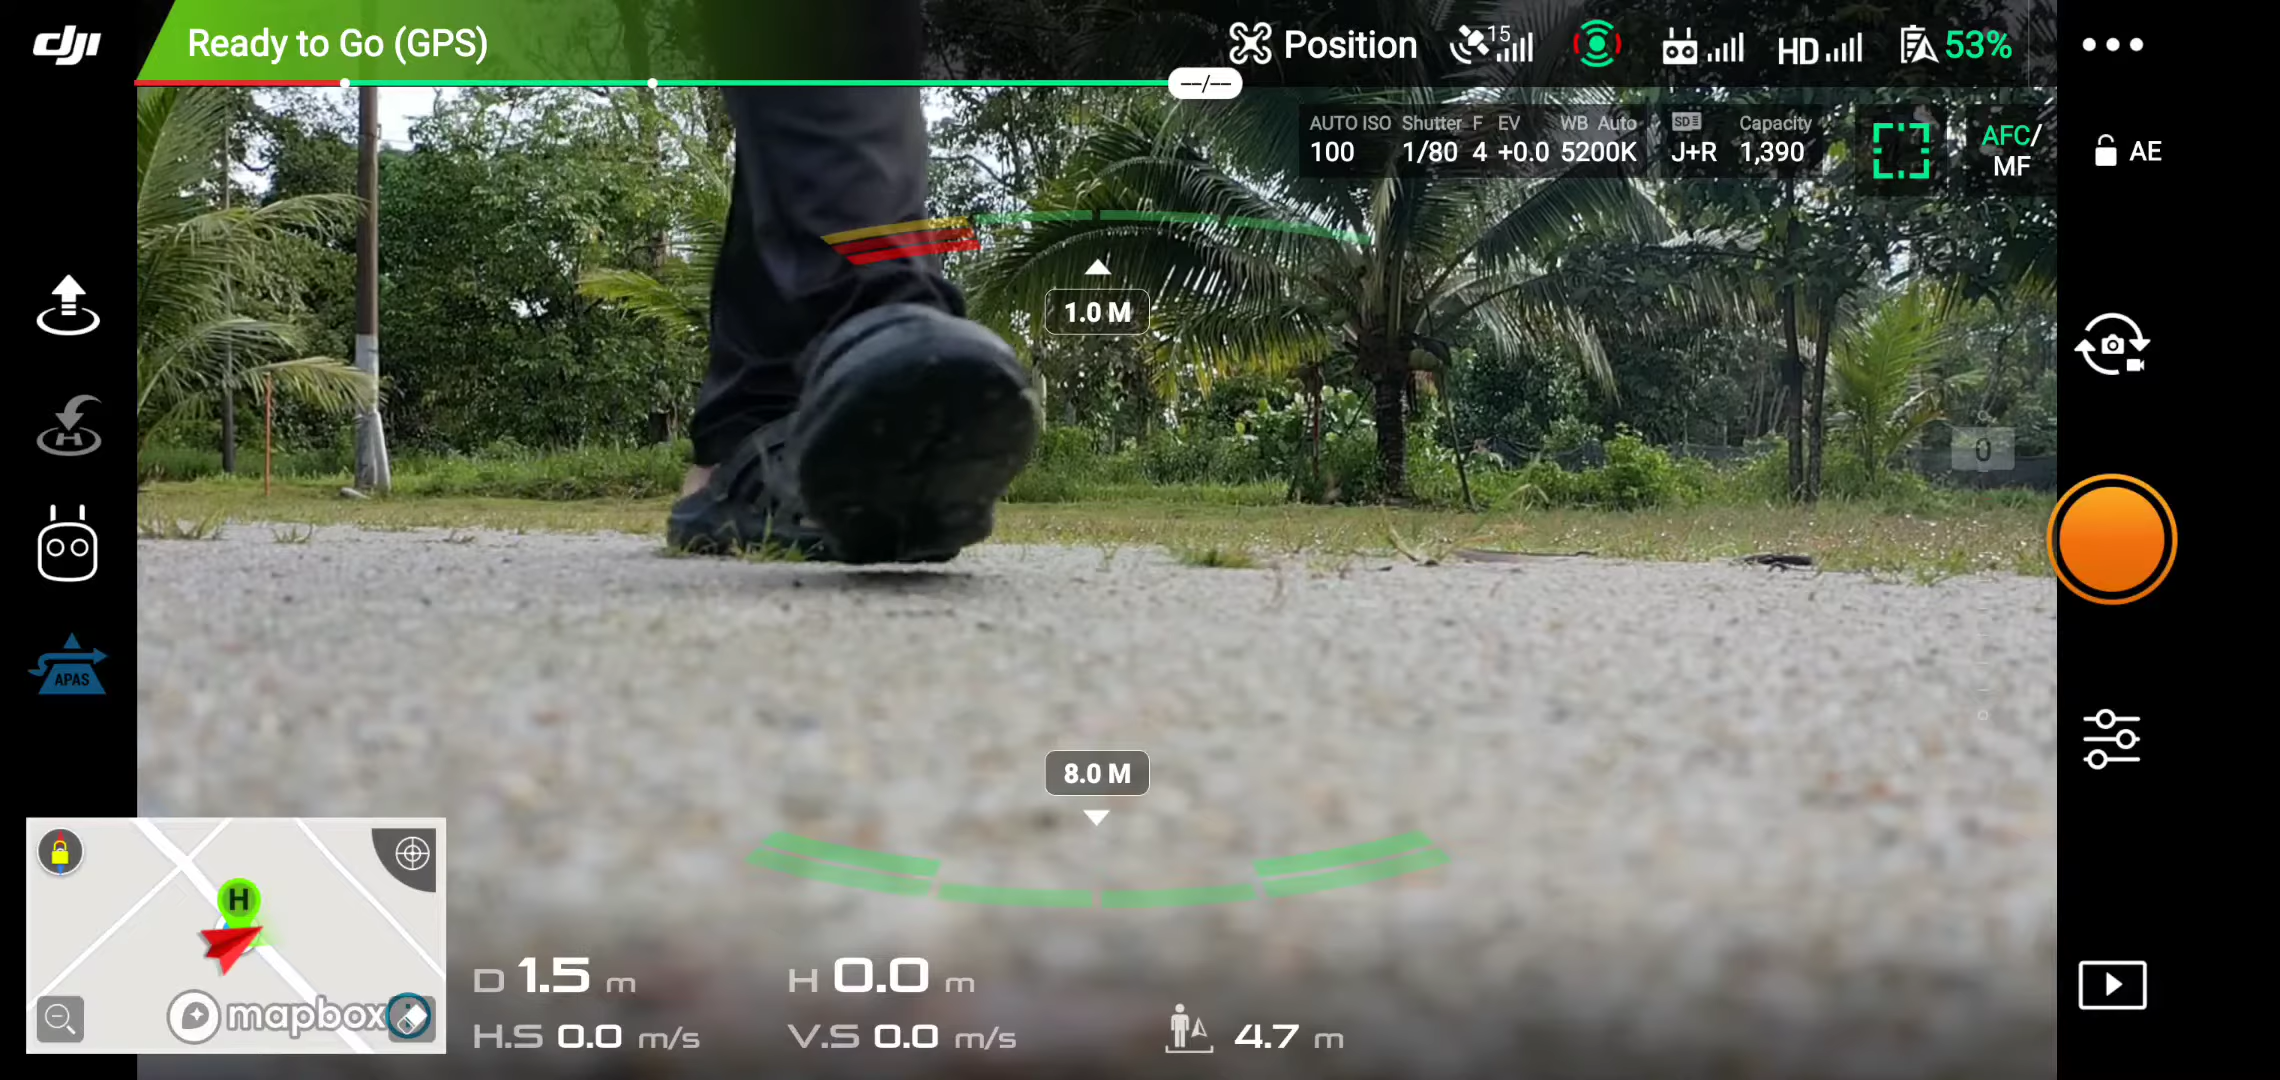 dji
Ready to Go (GPS)
Position
15
HD
53%
--/--
AUTO ISO Shutter F EV WB Auto
100 1/80 4 +0.0 5200K
SD Capacity
J+R 1,390
AFC/
MF
AE
1.0 M
0
H
APAS
8.0 M
H
mapbox
D 1.5 m H 0.0 m
H.S 0.0 m/s V.S 0.0 m/s 4.7 m